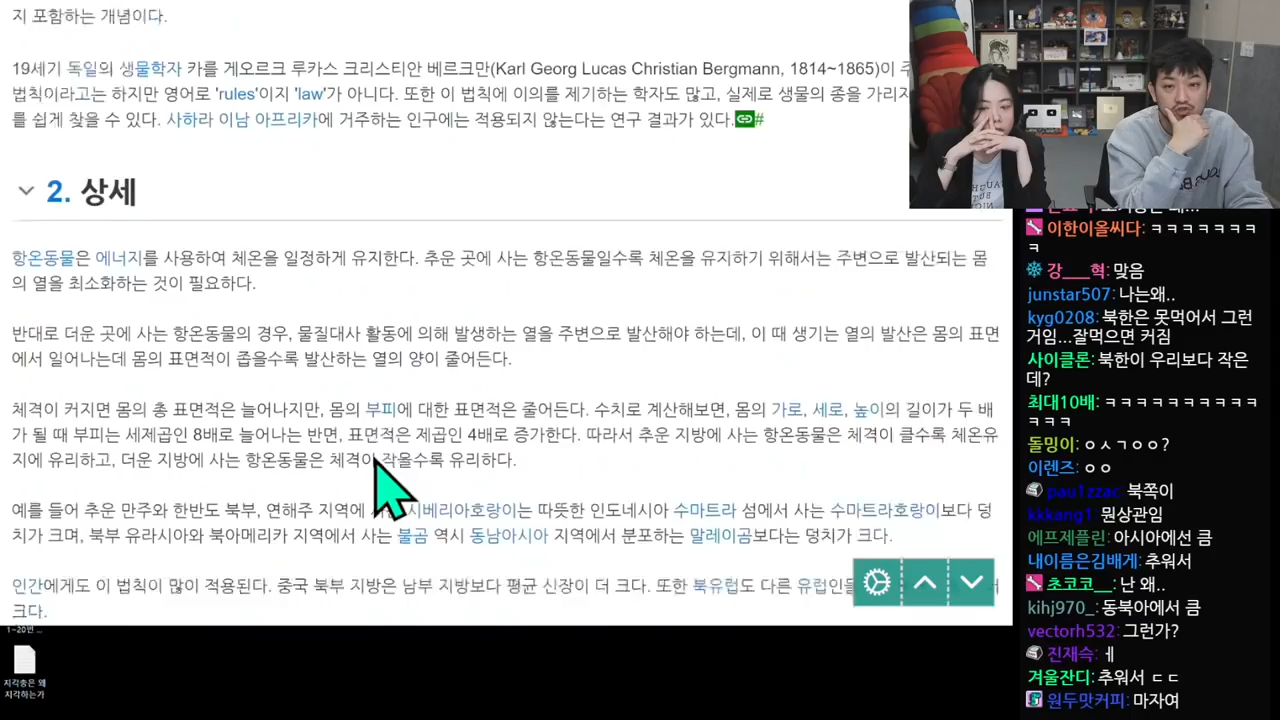 지 포함하는 개념이다.
19세기 독일의 생물학자 카를 게오르크 루카스 크리스티안 베르크만(Karl Georg Lucas Christian Bergmann, 1814~1865)이
법칙이라고는 하지만 영어로 'rules'이지 'law'가 아니다. 또한 이 법칙에 이의를 제기하는 학자도 많고, 실제로 생물의 종을 가리지
를 쉽게 찾을 수 있다. 사하라 이남 아프리카에 거주하는 인구에는 적용되지 않는다는 연구 결과가 있다.#
2. 상세
항온동물은 에너지를 사용하여 체온을 일정하게 유지한다. 추운 곳에 사는 항온동물일수록 체온을 유지하기 위해서는 주변으로 발산되는 몸
의 열을 최소화하는 것이 필요하다.
반대로 더운 곳에 사는 항온동물의 경우, 물질대사 활동에 의해 발생하는 열을 주변으로 발산해야 하는데, 이 때 생기는 열의 발산은 몸의 표면
에서 일어나는데 몸의 표면적이 좁을수록 발산하는 열의 양이 줄어든다.
체격이 커지면 몸의 총 표면적은 늘어나지만, 몸의 부피에 대한 표면적은 줄어든다. 수치로 계산해보면, 몸의 가로, 세로, 높이의 길이가 두 배
가 될 때 부피는 세제곱인 8배로 늘어나는 반면, 표면적은 제곱인 4배로 증가한다. 따라서 추운 지방에 사는 항온동물은 체격이 클수록 체온유
지에 유리하고, 더운 지방에 사는 항온동물은 체격이 작을수록 유리하다.
예를 들어 추운 만주와 한반도 북부, 연해주 지역에 시베리아호랑이는 따뜻한 인도네시아 수마트라 섬에서 사는 수마트라호랑이보다 덩
치가 크며, 북부 유라시아와 북아메리카 지역에서 사는 불곰 역시 동남아시아 지역에서 분포하는 말레이곰보다는 덩치가 크다.
인간에게도 이 법칙이 많이 적용된다. 중국 북부 지방은 남부 지방보다 평균 신장이 더 크다. 또한 북유럽도 다른 유럽인들
크다.
1~20번 ...
지각충은 왜
지각하는가
이한이올씨다: ㅋㅋㅋㅋㅋㅋㅋ
ㅋ
강___혁: 맞음
junstar507: 나는왜..
kyg0208: 북한은 못먹어서 그런
거임...잘먹으면 커짐
사이클론: 북한이 우리보다 작은
데?
최대10배: ㅋㅋㅋㅋㅋㅋㅋㅋㅋㅋ
ㅋㅋㅋ
돌밍이: ㅇㅅㄱㅇㅇ?
이렌즈: ㅇㅇ
pau1zzac: 북쪽이
kkkang1: 뭔상관임
에프제플린: 아시아에선 큼
내이름은김배게: 추워서
초코코__: 난 왜..
kihj970_: 동북아에서 큼
vectorh532: 그런가?
진재슥: ㅔ
겨울잔디: 추워서 ㄷㄷ
원두맛커피: 마자여